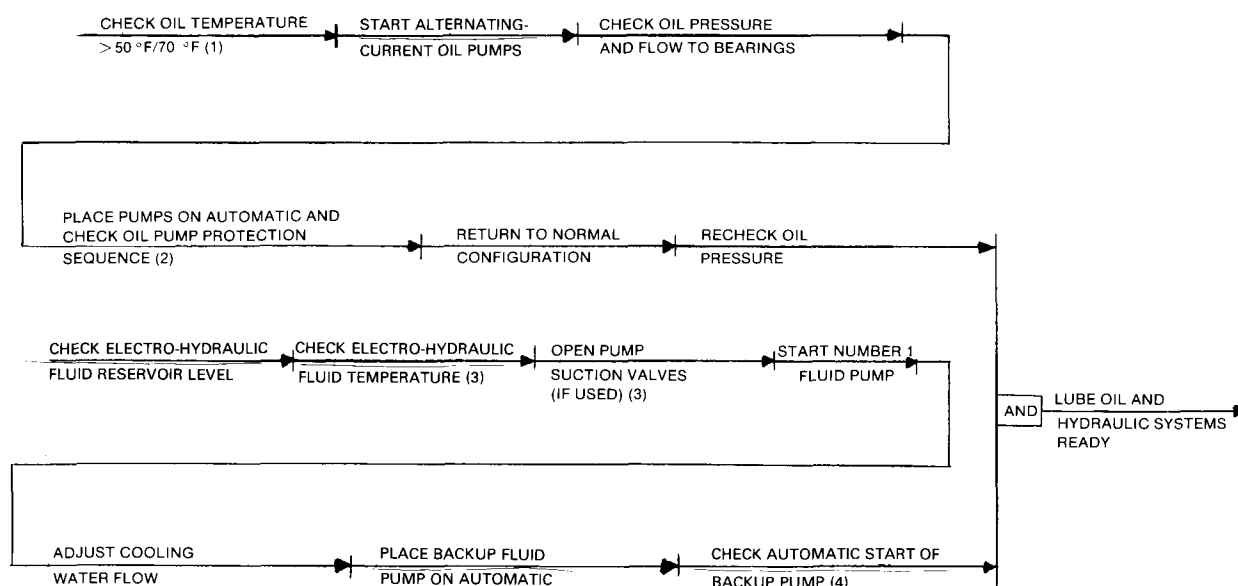 CHECK OIL TEMPERATURE
> 50 °F/70 °F (1)
START ALTERNATING-
CURRENT OIL PUMPS
CHECK OIL PRESSURE
AND FLOW TO BEARINGS
PLACE PUMPS ON AUTOMATIC AND
CHECK OIL PUMP PROTECTION
SEQUENCE (2)
RETURN TO NORMAL
CONFIGURATION
RECHECK OIL
PRESSURE
CHECK ELECTRO-HYDRAULIC
FLUID RESERVOIR LEVEL
CHECK ELECTRO-HYDRAULIC
FLUID TEMPERATURE (3)
OPEN PUMP
SUCTION VALVES
(IF USED) (3)
START NUMBER 1
FLUID PUMP
AND
LUBE OIL AND
HYDRAULIC SYSTEMS
READY
ADJUST COOLING
WATER FLOW
PLACE BACKUP FLUID
PUMP ON AUTOMATIC
CHECK AUTOMATIC START OF
BACKUP PUMP (4)